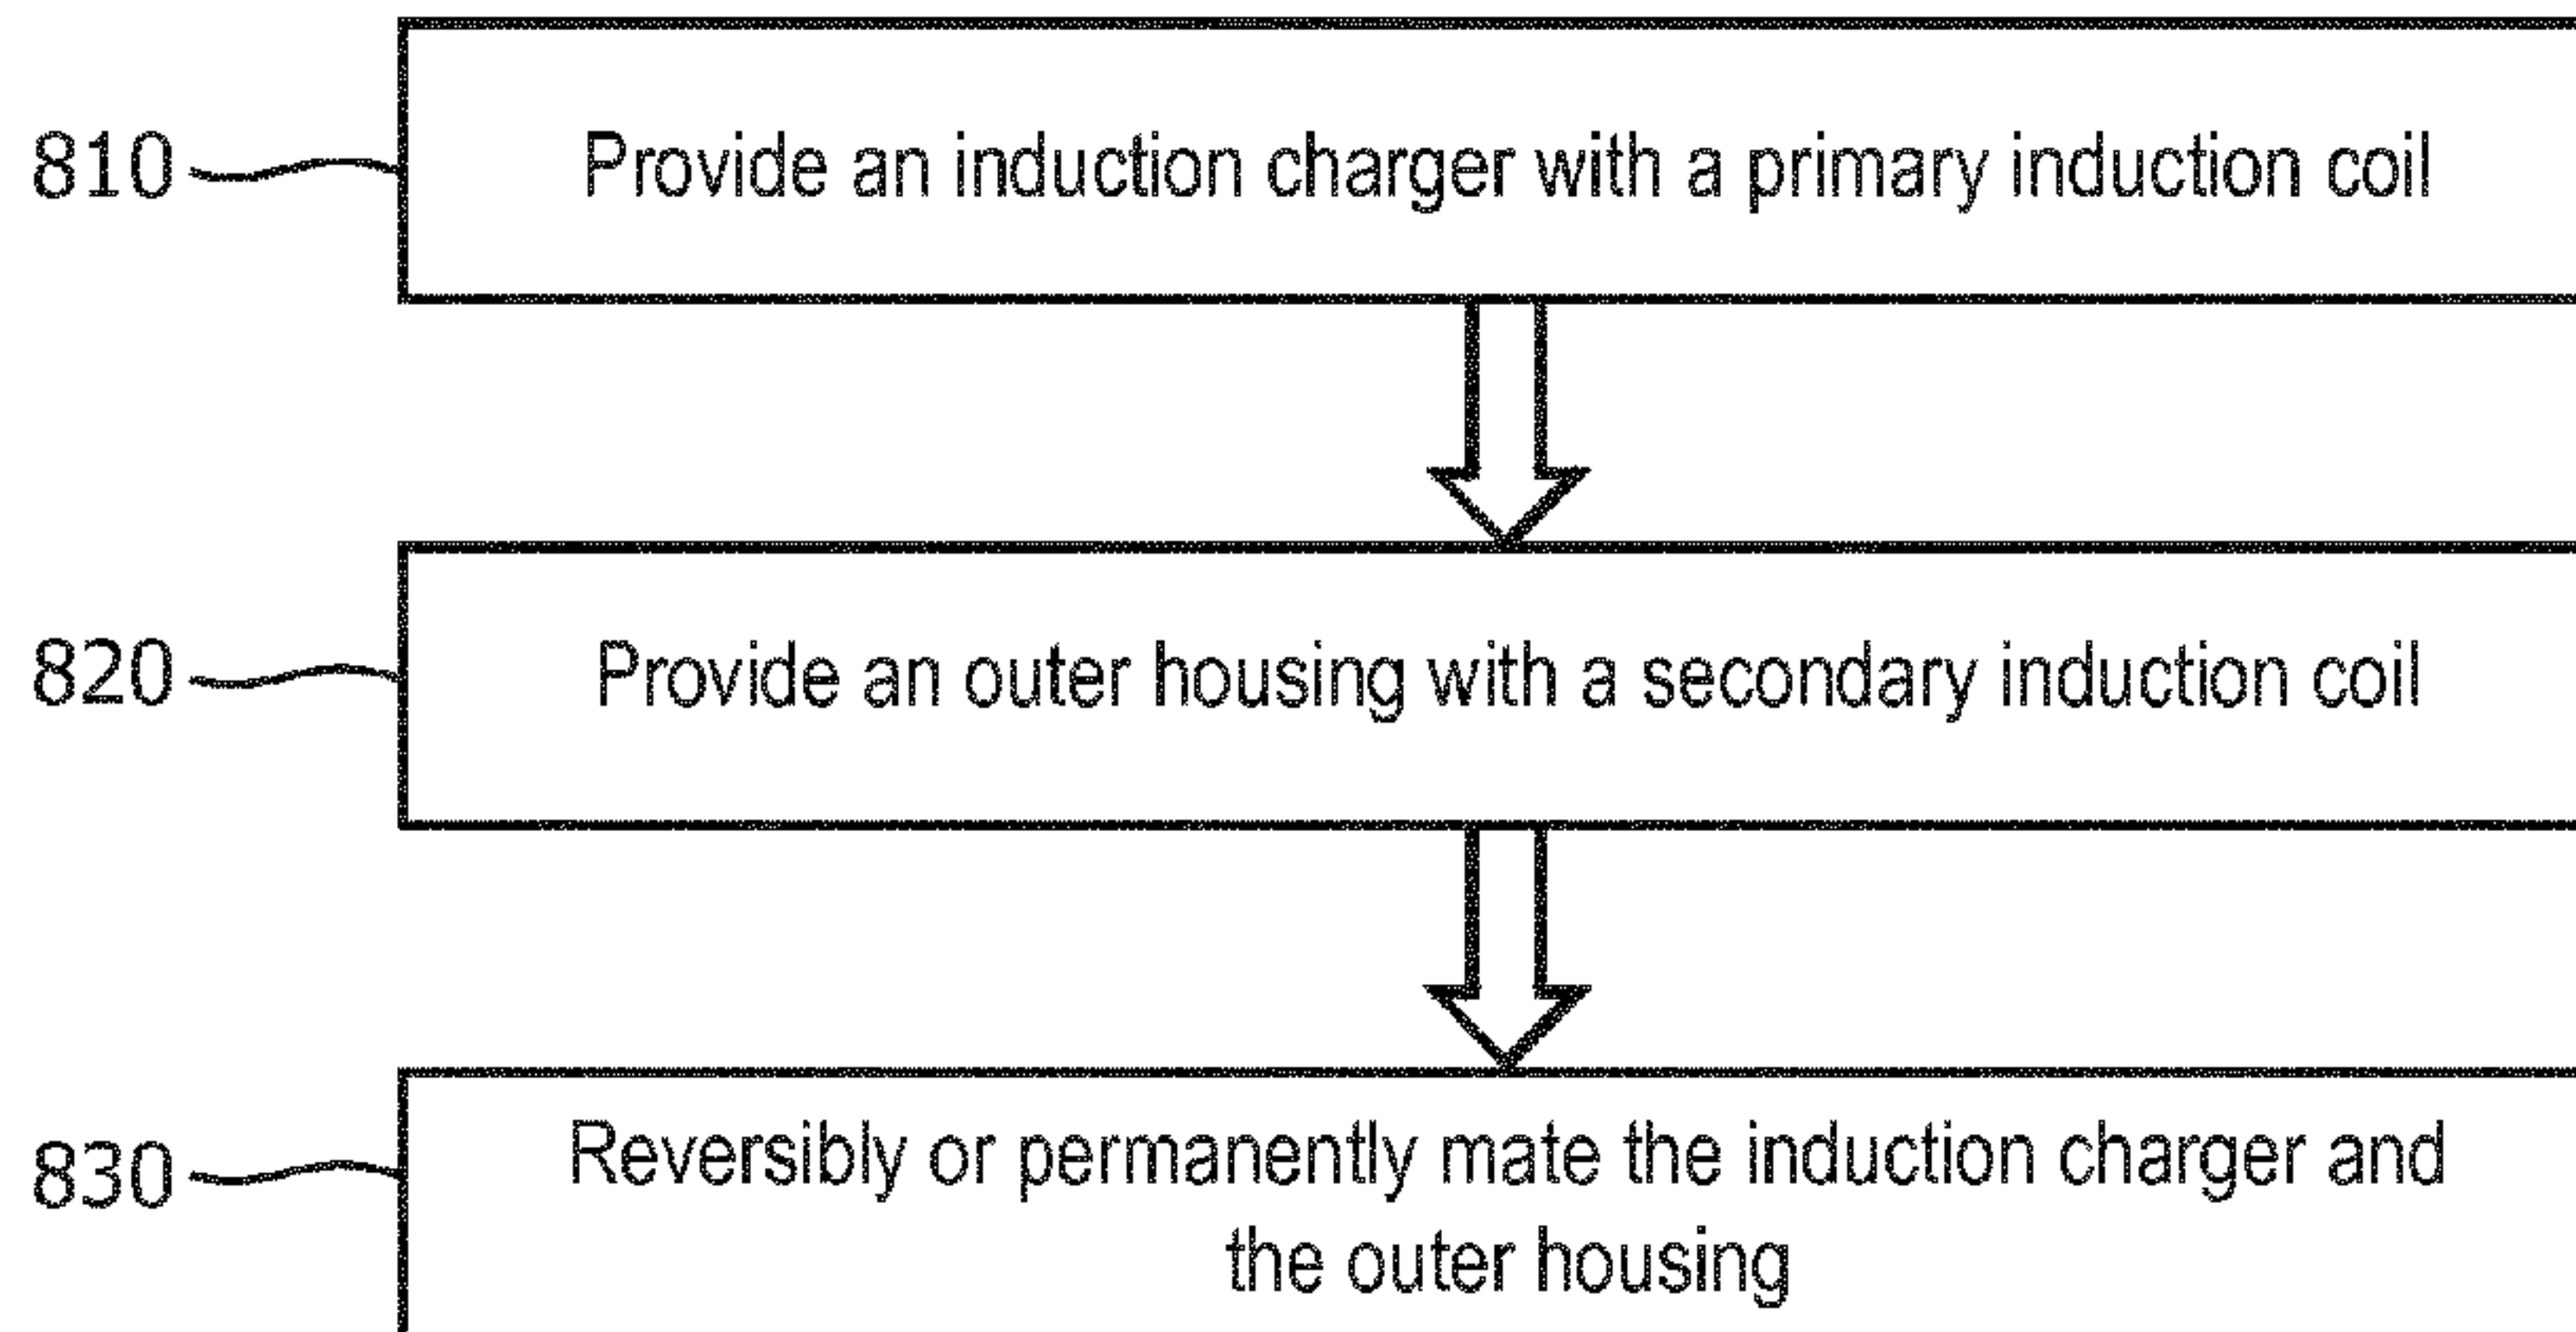 810
Provide an induction charger with a primary induction coil
820
Provide an outer housing with a secondary induction coil
830
Reversibly or permanently mate the induction charger and
the outer housing